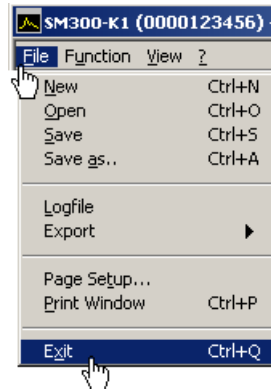 SM300-K1 (0000123456)
File Function View ?
New Ctrl+N
Open Ctrl+O
Save Ctrl+S
Save as.. Ctrl+A
Logfile
Export
Page Setup...
Print Window Ctrl+P
Exit Ctrl+Q